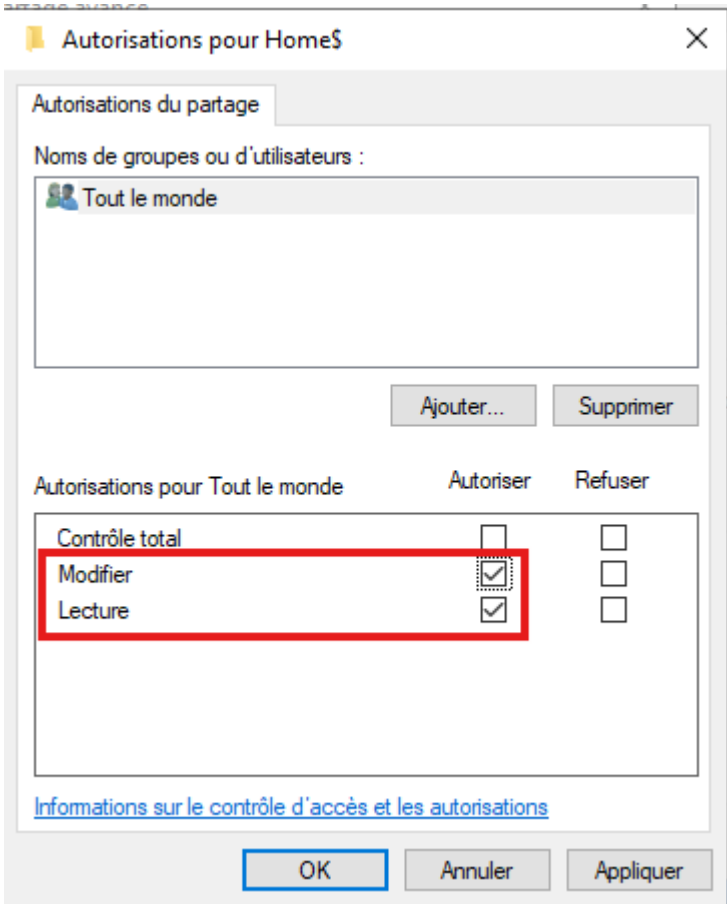 partage avancé
Autorisations pour Home$
Autorisations du partage
Noms de groupes ou d'utilisateurs :
Tout le monde
Ajouter...
Supprimer
Autorisations pour Tout le monde
Autoriser
Refuser
Contrôle total
Modifier
Lecture
Informations sur le contrôle d'accès et les autorisations
OK
Annuler
Appliquer